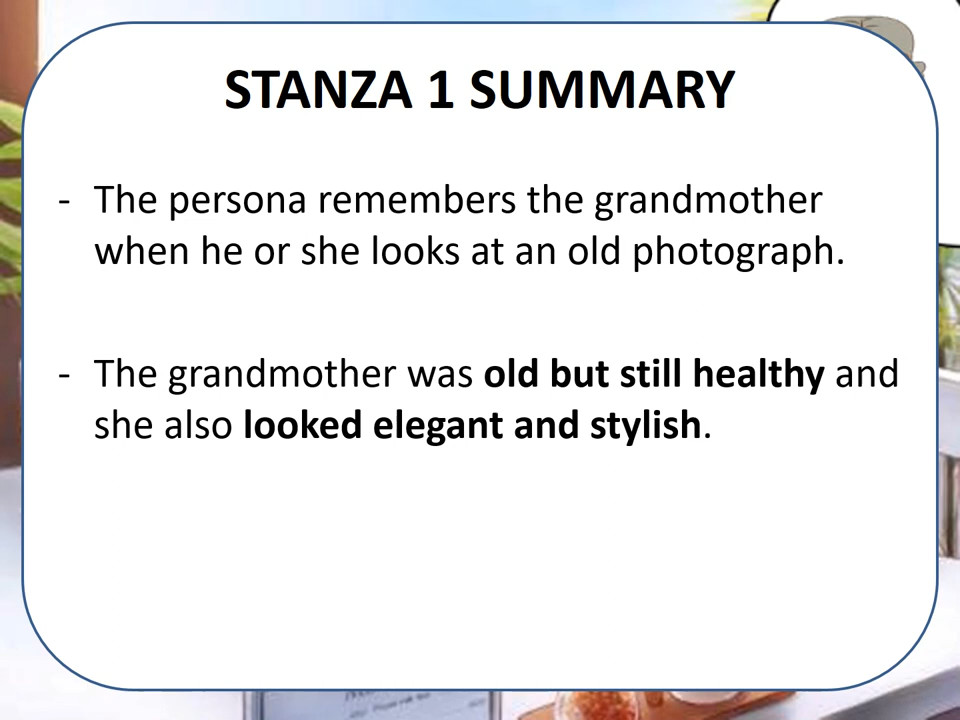 STANZA 1 SUMMARY
- The persona remembers the grandmother
when he or she looks at an old photograph.
- The grandmother was old but still healthy and
she also looked elegant and stylish.